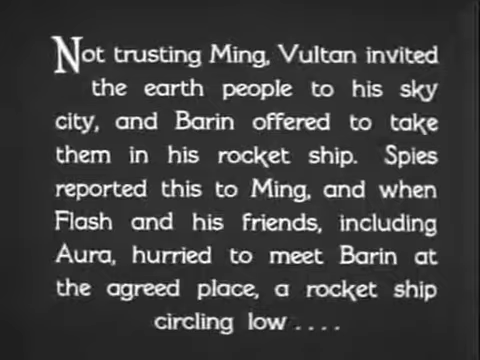 Not trusting Ming, Vultan invited
the earth people to his sky
city, and Barin offered to take
them in his rocket ship. Spies
reported this to Ming, and when
Flash and his friends, including
Aura, hurried to meet Barin at
the agreed place, a rocket ship
circling low ....